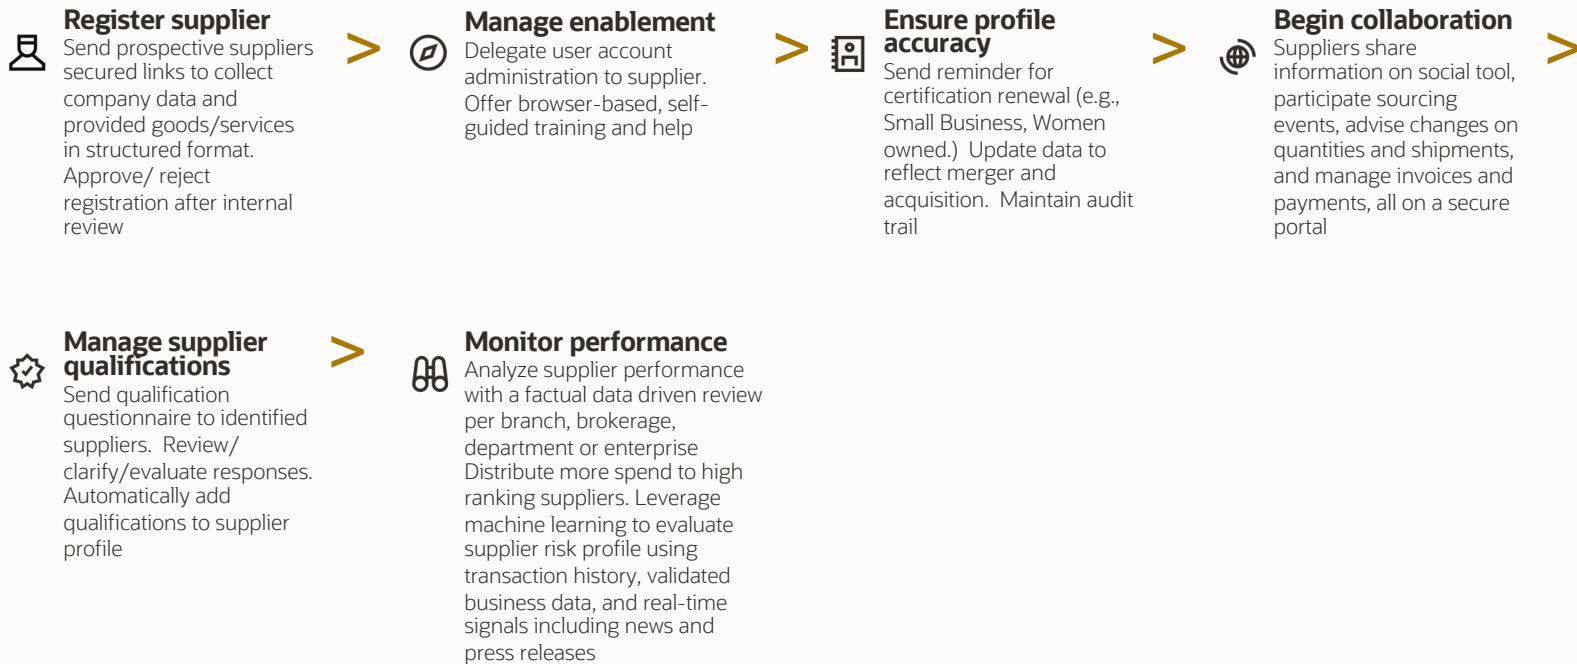 Register supplier
Send prospective suppliers
secured links to collect
company data and
provided goods/services
in structured format.
Approve/ reject
registration after internal
review
>
Manage enablement
Delegate user account
administration to supplier.
Offer browser-based, self-
guided training and help
>
Ensure profile
accuracy
Send reminder for
certification renewal (e.g.,
Small Business, Women
owned.)  Update data to
reflect merger and
acquisition.  Maintain audit
trail
>
Begin collaboration
Suppliers share
information on social tool,
participate sourcing
events, advise changes on
quantities and shipments,
and manage invoices and
payments, all on a secure
portal
>
Manage supplier
qualifications
Send qualification
questionnaire to identified
suppliers.  Review/
clarify/evaluate responses.
Automatically add
qualifications to supplier
profile
>
Monitor performance
Analyze supplier performance
with a factual data driven review
per branch, brokerage,
department or enterprise
Distribute more spend to high
ranking suppliers. Leverage
machine learning to evaluate
supplier risk profile using
transaction history, validated
business data, and real-time
signals including news and
press releases